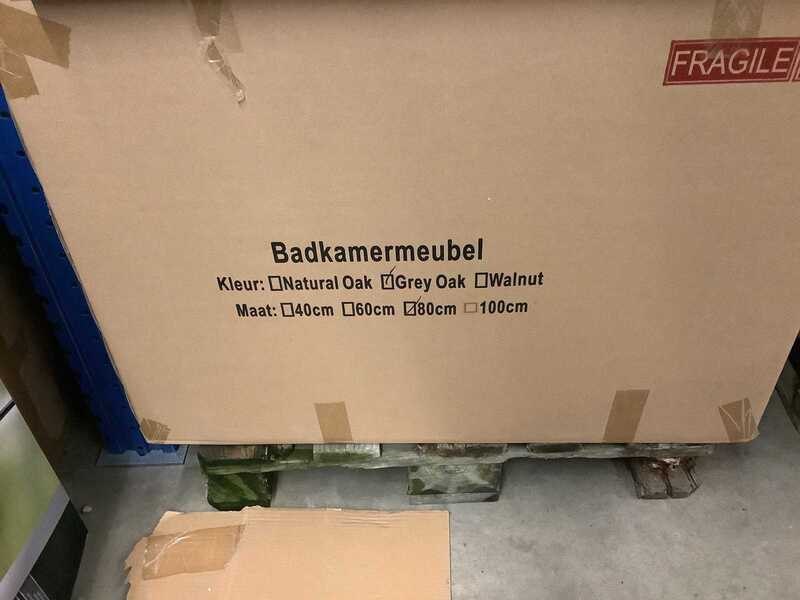 FRAGILE
Badkamermeubel
Kleur: ☐Natural Oak ☑Grey Oak ☐Walnut
Maat: ☐40cm ☐60cm ☑80cm ☐100cm